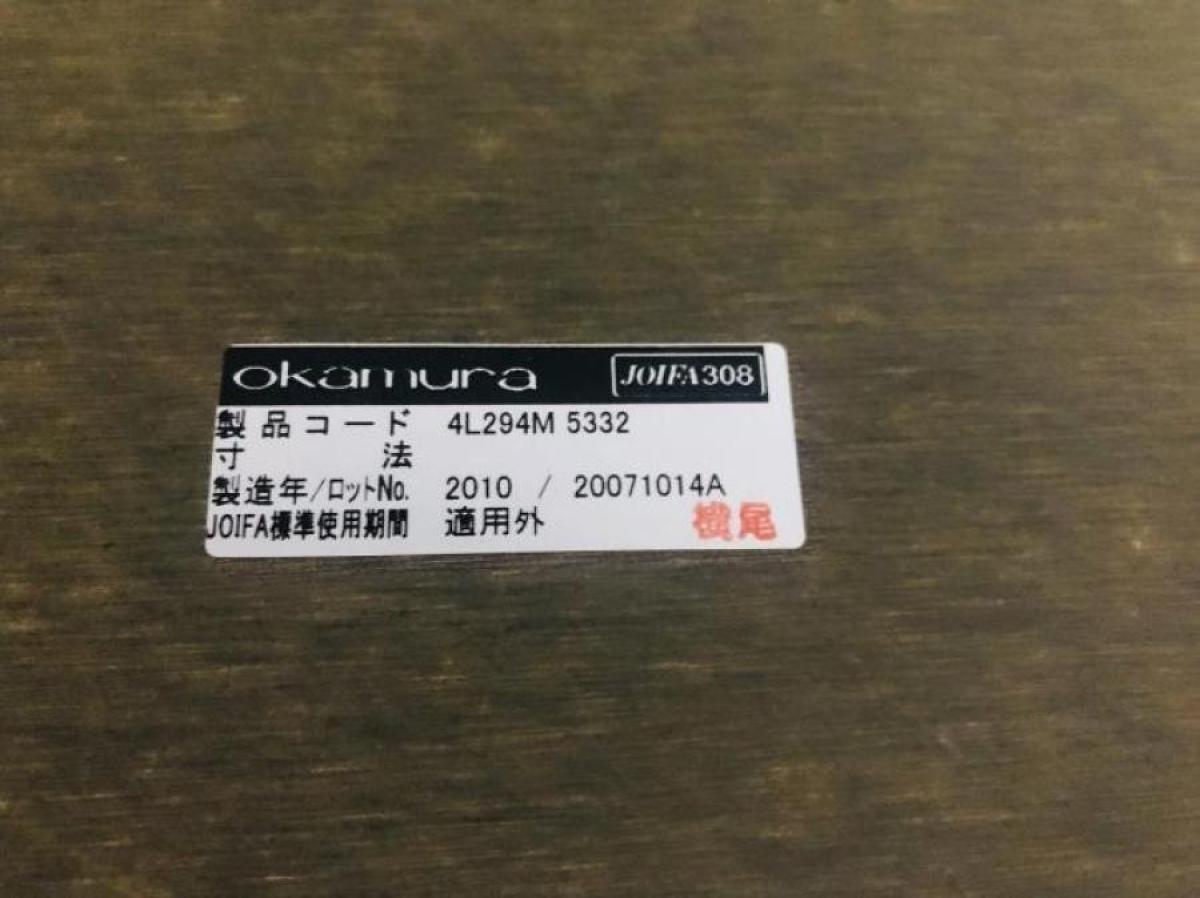 okamura JOIFA308
製品コード 4L294M 5332
寸法
製造年/ロットNo. 2010 / 20071014A
JOIFA標準使用期間 適用外 横尾